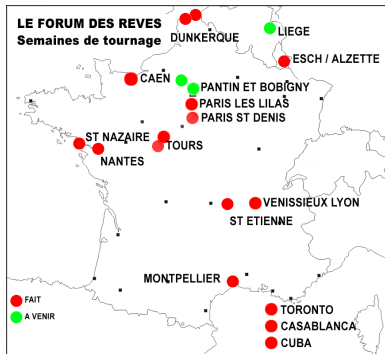 LE FORUM DES REVES
Semaines de tournage
DUNKERQUE
LIEGE
ESCH / ALZETTE
CAEN
PANTIN ET BOBIGNY
PARIS LES LILAS
PARIS ST DENIS
ST NAZAIRE
TOURS
NANTES
VENISSIEUX LYON
ST ETIENNE
MONTPELLIER
FAIT
A VENIR
TORONTO
CASABLANCA
CUBA